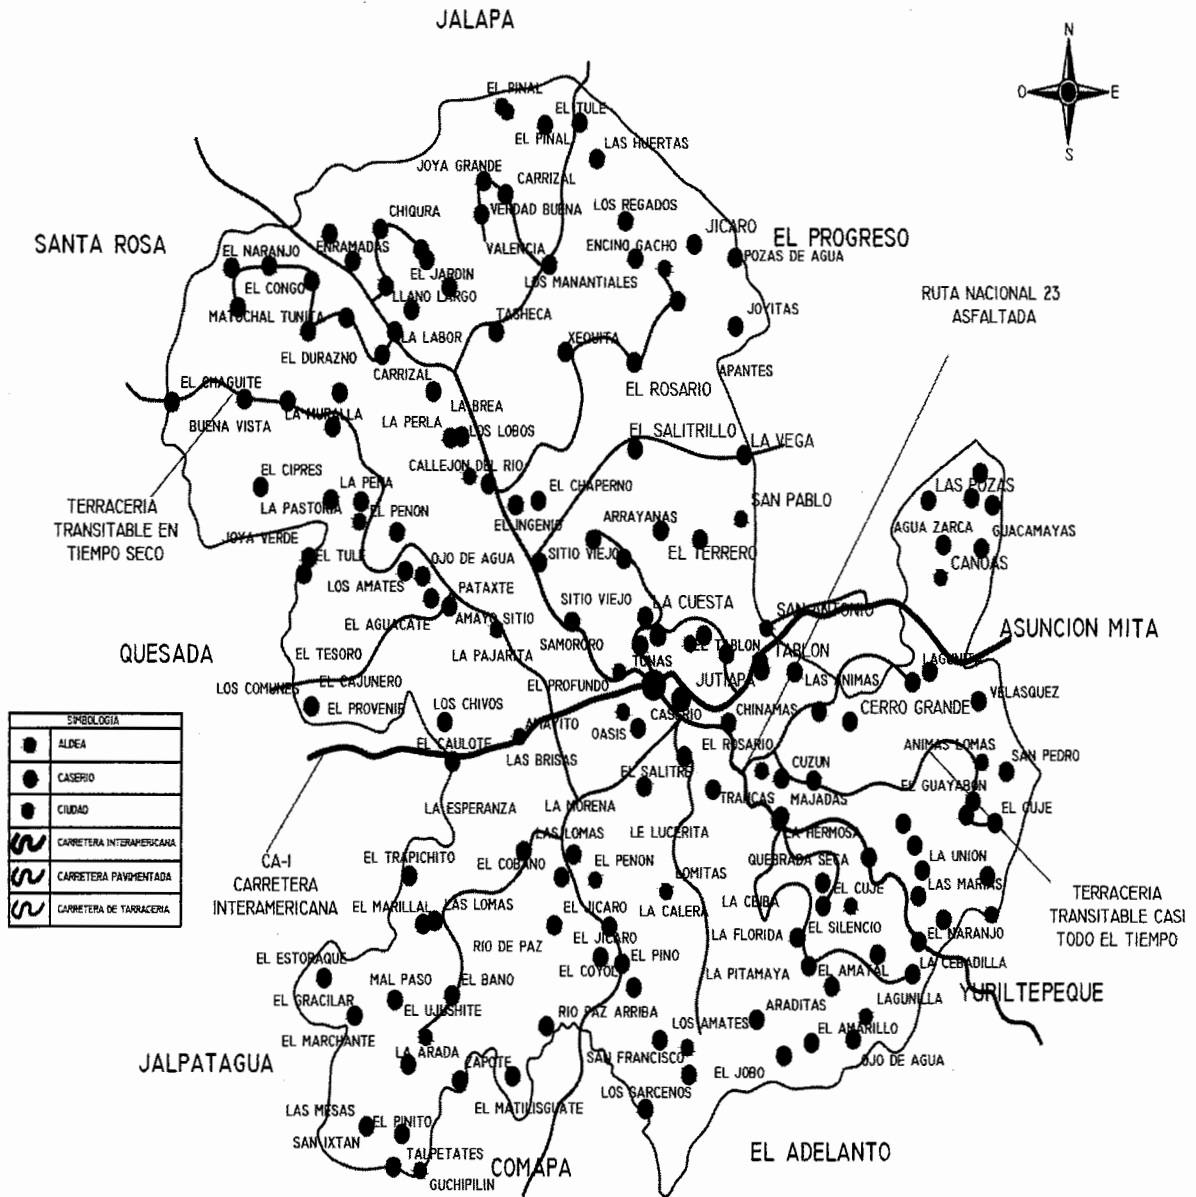 JALAPA
N
O
E
S
EL PINAL
EL TULE
EL PINAL
LAS HUERTAS
JOYA GRANDE
CARRIZAL
CHIQURA
VERDAD BUENA
LOS REGADOS
JICARO
SANTA ROSA
ENRAMADAS
VALENCIA
ENCINO GACHO
EL PROGRESO
EL NARANJO
POZAS DE AGUA
EL JARDIN
LOS MANANTIALES
EL CONGO
LLANO LARGO
RUTA NACIONAL 23
ASFALTADA
MATOCHAL
TUNITA
TASHECA
JOYITAS
LA LABOR
XEQUITA
EL DURAZNO
CARRIZAL
APANTES
EL CHAGUITE
EL ROSARIO
LA BREA
BUENA VISTA
LA MURALLA
LA PERLA
LOS LOBOS
EL SALITRILLO
LA VEGA
EL CIPRES
CALLEJON DEL RIO
LA PEÑA
LAS POZAS
TERRACERIA
TRANSITABLE EN
TIEMPO SECO
LA PASTORIA
EL PENON
EL CHAPERNO
SAN PABLO
EL INGENIO
ARRAYANAS
AGUA ZARCA
GUACAMAYAS
JOYA VERDE
EL TULE
OJO DE AGUA
SITIO VIEJO
EL TERRERO
CANOAS
LOS AMATES
PATAXTE
SITIO VIEJO
LA CUESTA
SAN ANTONIO
EL AGUACATE
AMAYO SITIO
ASUNCION MITA
QUESADA
EL TESORO
LA PAJARITA
SAMORORO
TUNAS
EL TABLON
TABLON
LOS COMUNES
EL CAJUNERO
EL PROFUNDO
JUTIAPA
LAS ANIMAS
LAGUNITA
VELASQUEZ
EL PROVENIR
LOS CHIVOS
AMAYITO
OASIS
CASERIO
CHINAMAS
CERRO GRANDE
SIMBOLOGIA
ALDEA
CASERIO
CIUDAD
CARRETERA INTERAMERICANA
CARRETERA PAVIMENTADA
CARRETERA DE TARRACERIA
EL CAULOTE
LAS BRISAS
EL ROSARIO
ANIMAS LOMAS
SAN PEDRO
EL SALITRE
CUZUN
EL GUAYABON
LA ESPERANZA
LA MORENA
TRANCAS
MAJADAS
EL CUJE
LAS LOMAS
LE LUCERITA
LA HERMOSA
CA-1
CARRETERA
INTERAMERICANA
EL TRAPICHITO
EL COBANO
EL PENON
LOMITAS
QUEBRADA SECA
LA UNION
EL CUJE
LAS MARIAS
TERRACERIA
TRANSITABLE CASI
TODO EL TIEMPO
EL MARILLAL
LAS LOMAS
EL JICARO
LA CALERA
LA CEIBA
EL SILENCIO
EL NARANJO
RIO DE PAZ
EL JICARO
LA FLORIDA
EL ESTORAQUE
EL PINO
MAL PASO
EL BANO
EL COYOL
LA PITAMAYA
EL AMAYAL
LA CEBADILLA
EL GRACILAR
EL UJUSHITE
RIO PAZ ARRIBA
ARADITAS
LAGUNILLA
YURILTEPEQUE
EL MARCHANTE
LOS AMATES
EL AMARILLO
JALPATAGUA
LA ARADA
ZAPOTE
SAN FRANCISCO
EL JOBO
OJO DE AGUA
LOS SARCENOS
LAS MESAS
EL MATILISGUATE
EL PINITO
SAN IXTAN
TALPETATES
COMAPA
EL ADELANTO
GUCHIPILIN